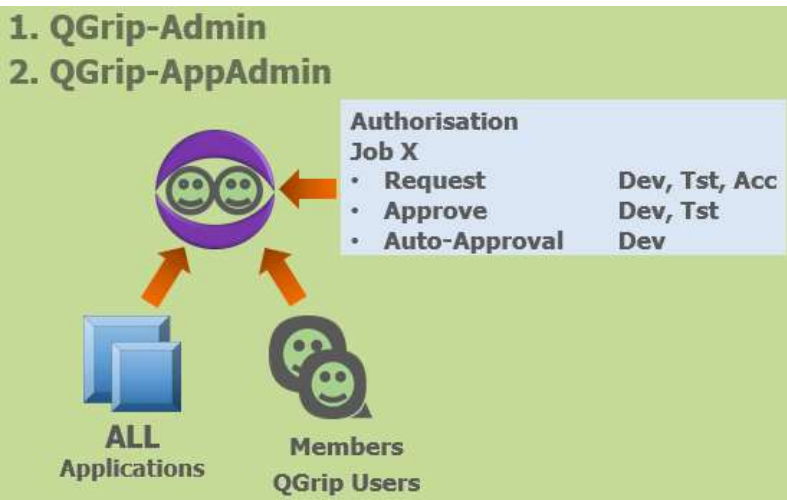 1. QGrip-Admin
2. QGrip-AppAdmin
Authorisation
Job X
• Request Dev, Tst, Acc
• Approve Dev, Tst
• Auto-Approval Dev
ALL
Applications
Members
QGrip Users